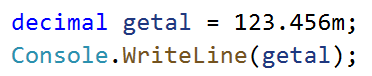 decimal getal = 123.456m;
Console.WriteLine(getal);